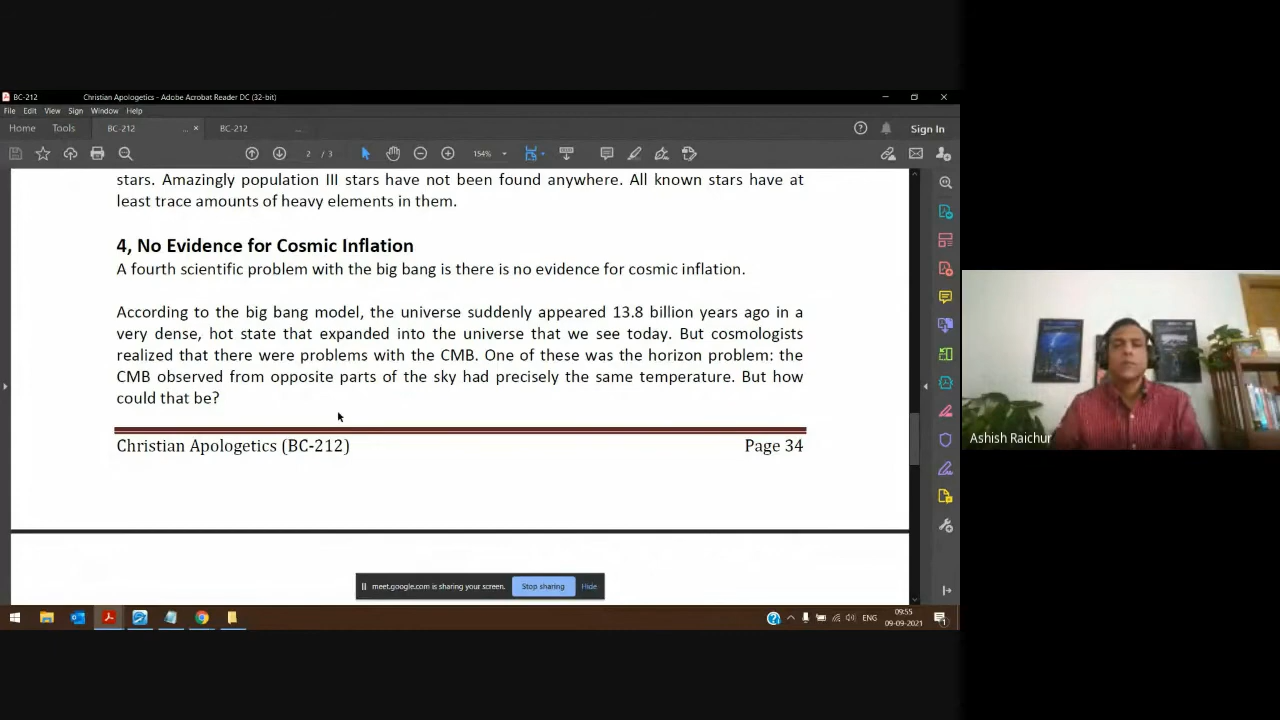 BC-212 Christian Apologetics - Adobe Acrobat Reader DC (32-bit)
File Edit View Sign Window Help
Home Tools BC-212 ... × BC-212 ... Sign In
2 / 3 154%
stars. Amazingly population III stars have not been found anywhere. All known stars have at
least trace amounts of heavy elements in them.
4, No Evidence for Cosmic Inflation
A fourth scientific problem with the big bang is there is no evidence for cosmic inflation.
According to the big bang model, the universe suddenly appeared 13.8 billion years ago in a
very dense, hot state that expanded into the universe that we see today. But cosmologists
realized that there were problems with the CMB. One of these was the horizon problem: the
CMB observed from opposite parts of the sky had precisely the same temperature. But how
could that be?
Christian Apologetics (BC-212) Page 34
Ashish Raichur
meet.google.com is sharing your screen. Stop sharing Hide
ENG 09:55
09-09-2021